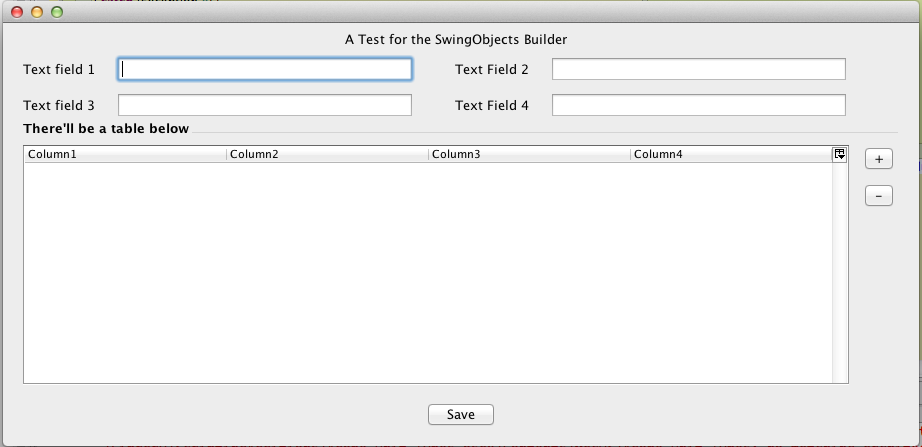 A Test for the SwingObjects Builder
Text field 1 Text Field 2
Text field 3 Text Field 4
There'll be a table below
Column1 Column2 Column3 Column4
+
-
Save